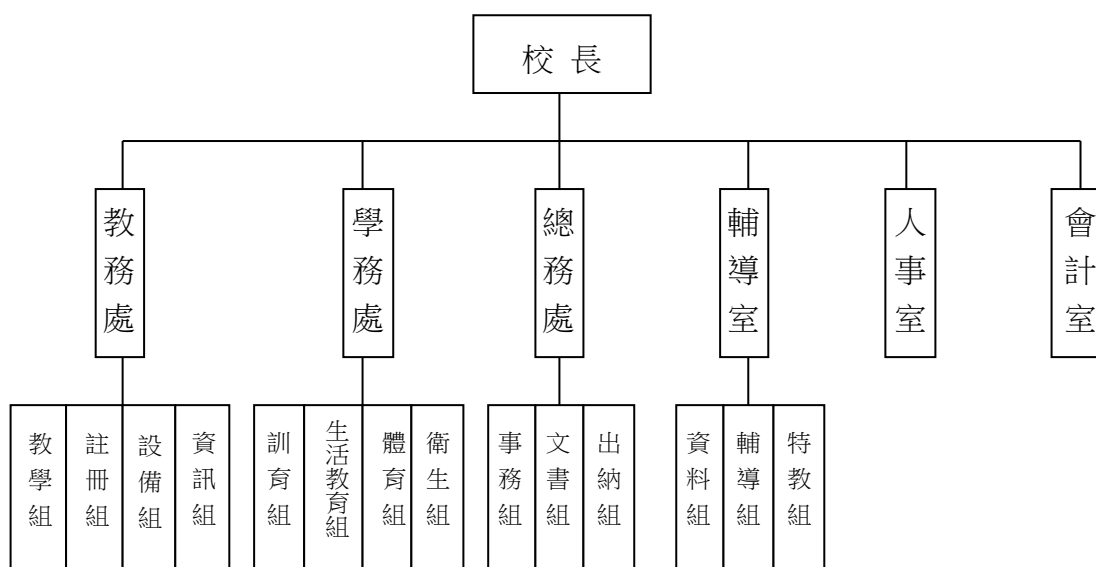 校長
教務處
學務處
總務處
輔導室
人事室
會計室
教學組
註冊組
設備組
資訊組
訓育組
生活教育組
體育組
衛生組
事務組
文書組
出納組
資料組
輔導組
特教組